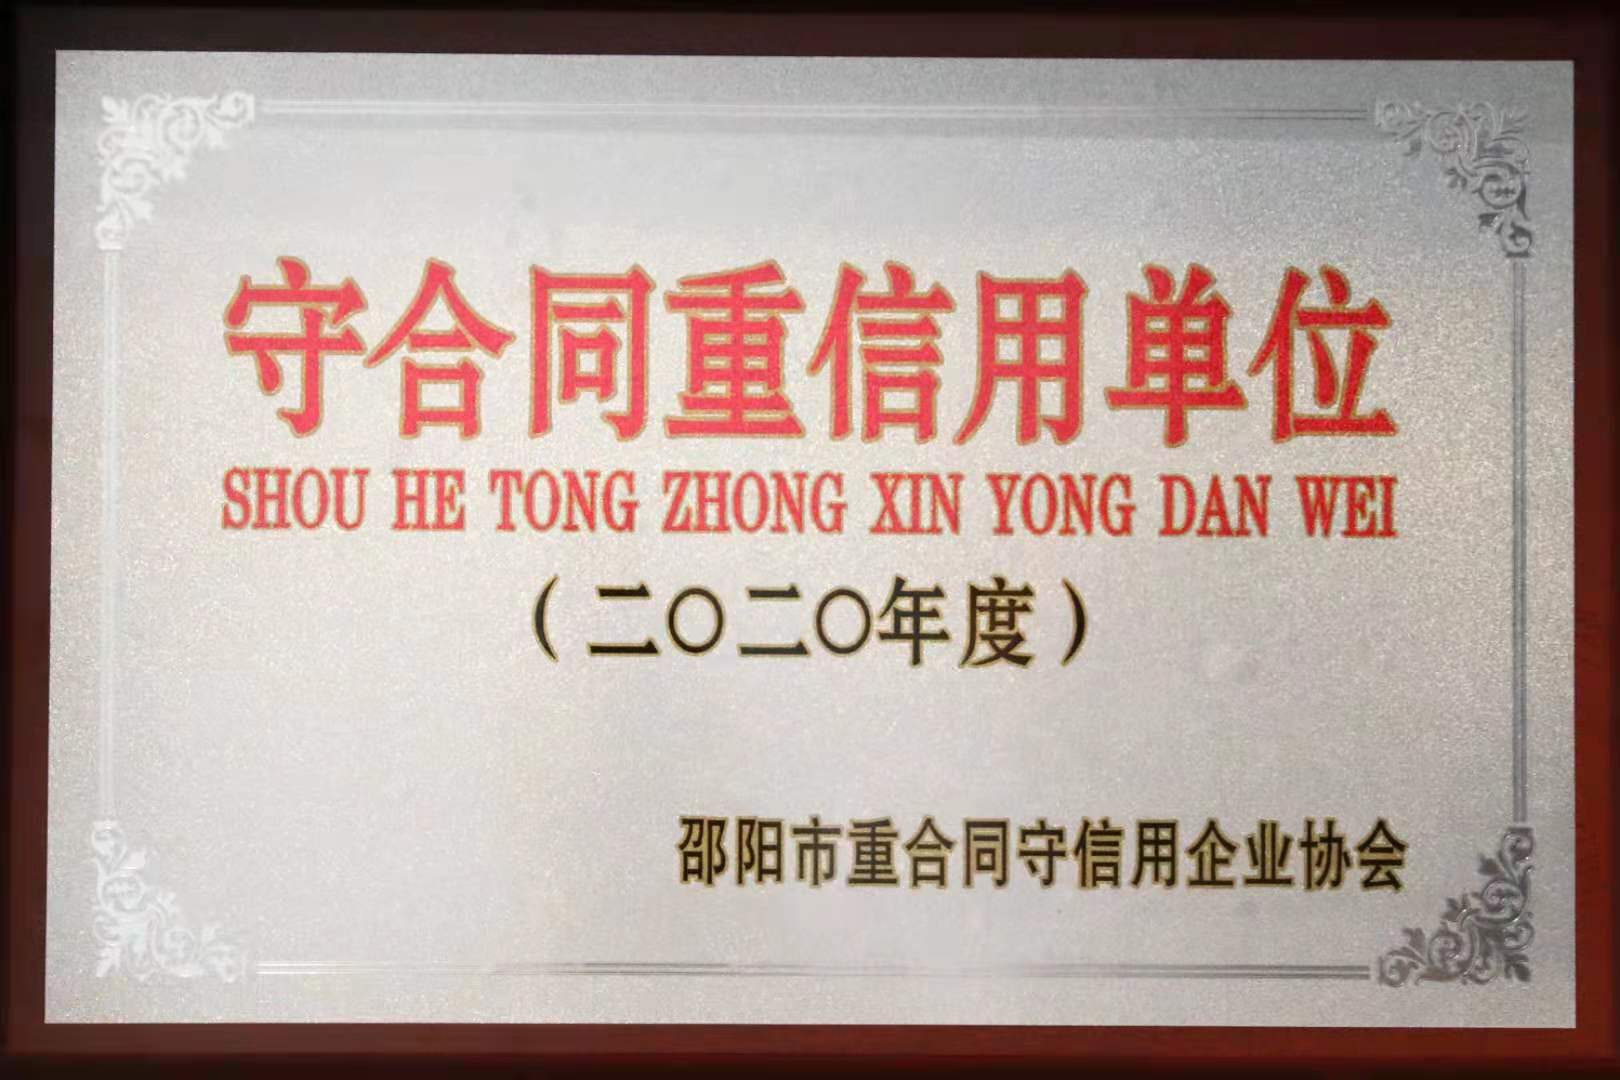 守合同重信用单位
SHOU HE TONG ZHONG XIN YONG DAN WEI
（二〇二〇年度）
邵阳市重合同守信用企业协会